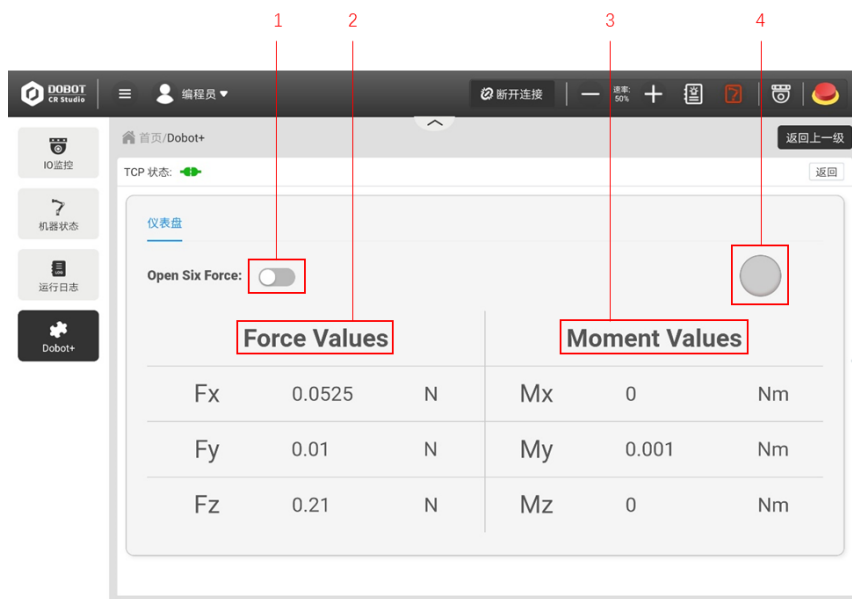 1 2 3 4
DOBOT
CR Studio
编程员
断开连接
速率:
50%
IO监控
机器状态
运行日志
Dobot+
首页/Dobot+
返回上一级
TCP 状态:
返回
仪表盘
Open Six Force:
Force Values Moment Values
Fx 0.0525 N Mx 0 Nm
Fy 0.01 N My 0.001 Nm
Fz 0.21 N Mz 0 Nm